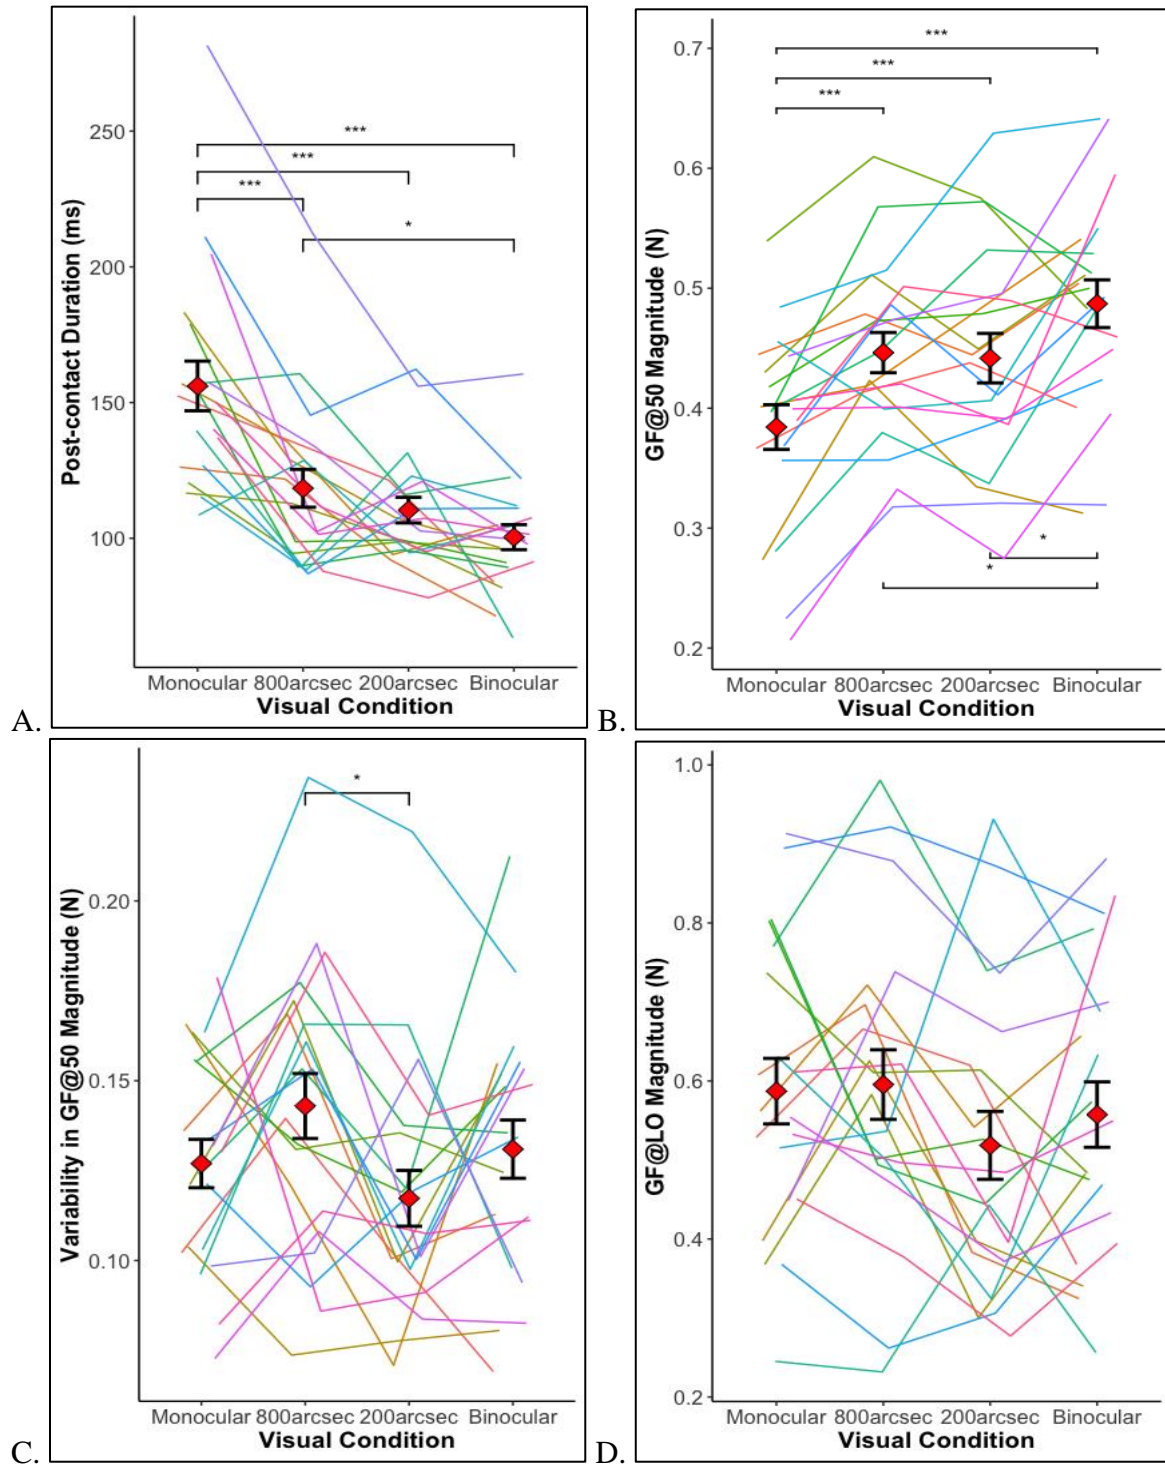 Post-contact Duration (ms)
250
200
150
100
***
***
***
*
Monocular 800arcsec 200arcsec Binocular
Visual Condition
A.
GF@50 Magnitude (N)
0.7
0.6
0.5
0.4
0.3
0.2
***
***
***
*
*
Monocular 800arcsec 200arcsec Binocular
Visual Condition
B.
Variability in GF@50 Magnitude (N)
0.20
0.15
0.10
*
Monocular 800arcsec 200arcsec Binocular
Visual Condition
C.
GF@LO Magnitude (N)
1.0
0.8
0.6
0.4
0.2
Monocular 800arcsec 200arcsec Binocular
Visual Condition
D.